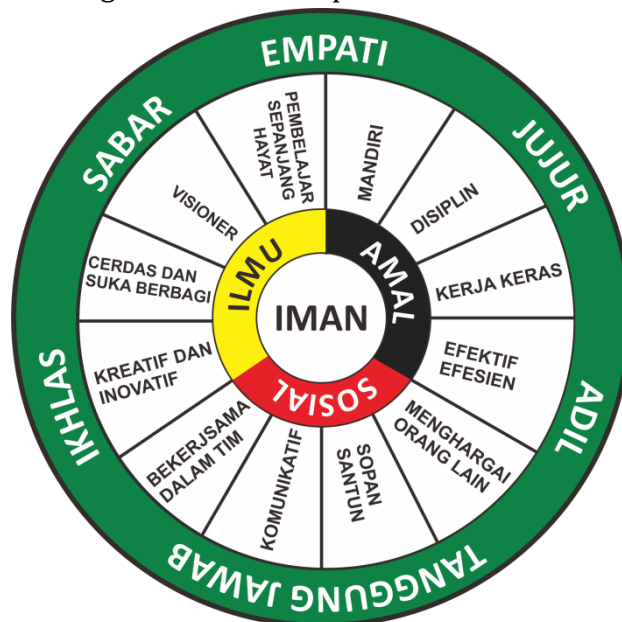 EMPATI
JUJUR
ADIL
TANGGUNG JAWAB
IKHLAS
SABAR
PEMBELAJAR
SEPANJANG
HAYAT
MANDIRI
DISIPLIN
KERJA KERAS
EFEKTIF
EFESIEN
MENGHARGAI
ORANG LAIN
SOPAN
SANTUN
KOMUNIKATIF
BEKERJSAMA
DALAM TIM
KREATIF DAN
INOVATIF
CERDAS DAN
SUKA BERBAGI
VISIONER
ILMU
AMAL
SOSIAL
IMAN